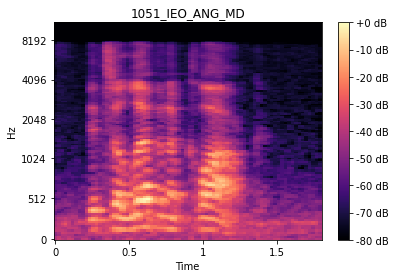 1051_IEO_ANG_MD
8192
4096
2048
1024
512
0
Hz
0
0.5
1
1.5
Time
+0 dB
-10 dB
-20 dB
-30 dB
-40 dB
-50 dB
-60 dB
-70 dB
-80 dB